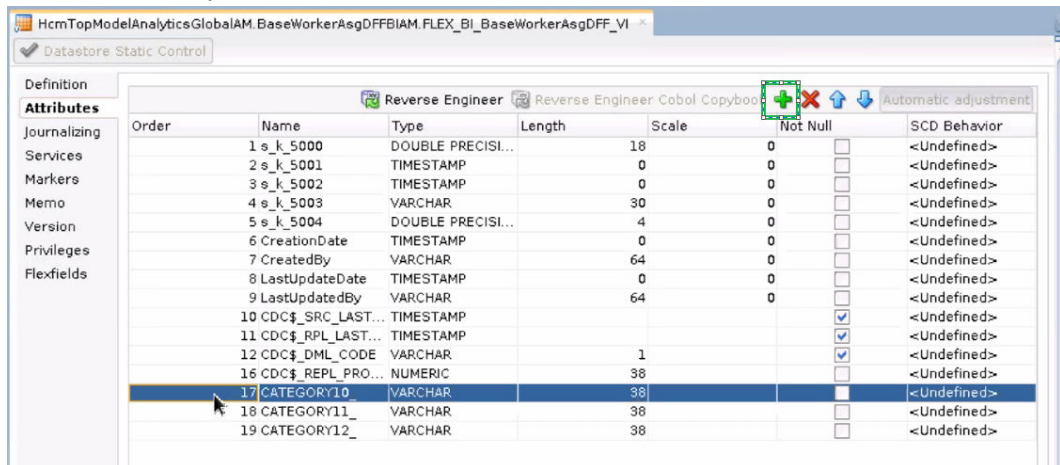 HcmTopModelAnalyticsGlobalAM.BaseWorkerAsgDFFBIAM.FLEX_BI_BaseWorkerAsgDFF_VI
Datastore Static Control
Definition
Attributes
Journalizing
Services
Markers
Memo
Version
Privileges
Flexfields
Reverse Engineer Reverse Engineer Cobol Copyboo Automatic adjustment
Order Name Type Length Scale Not Null SCD Behavior
1 s_k_5000 DOUBLE PRECISI... 18 0 <Undefined>
2 s_k_5001 TIMESTAMP 0 0 <Undefined>
3 s_k_5002 TIMESTAMP 0 0 <Undefined>
4 s_k_5003 VARCHAR 30 0 <Undefined>
5 s_k_5004 DOUBLE PRECISI... 4 0 <Undefined>
6 CreationDate TIMESTAMP 0 0 <Undefined>
7 CreatedBy VARCHAR 64 0 <Undefined>
8 LastUpdateDate TIMESTAMP 0 0 <Undefined>
9 LastUpdatedBy VARCHAR 64 0 <Undefined>
10 CDC$_SRC_LAST... TIMESTAMP <Undefined>
11 CDC$_RPL_LAST... TIMESTAMP <Undefined>
12 CDC$_DML_CODE VARCHAR 1 <Undefined>
16 CDC$_REPL_PRO... NUMERIC 38 <Undefined>
17 CATEGORY10_ VARCHAR 38 <Undefined>
18 CATEGORY11_ VARCHAR 38 <Undefined>
19 CATEGORY12_ VARCHAR 38 <Undefined>